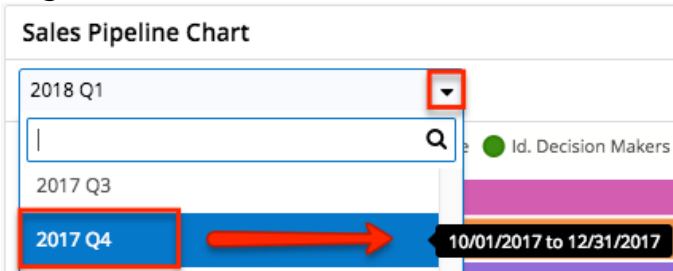 Sales Pipeline Chart
2018 Q1
Id. Decision Makers
2017 Q3
2017 Q4
10/01/2017 to 12/31/2017